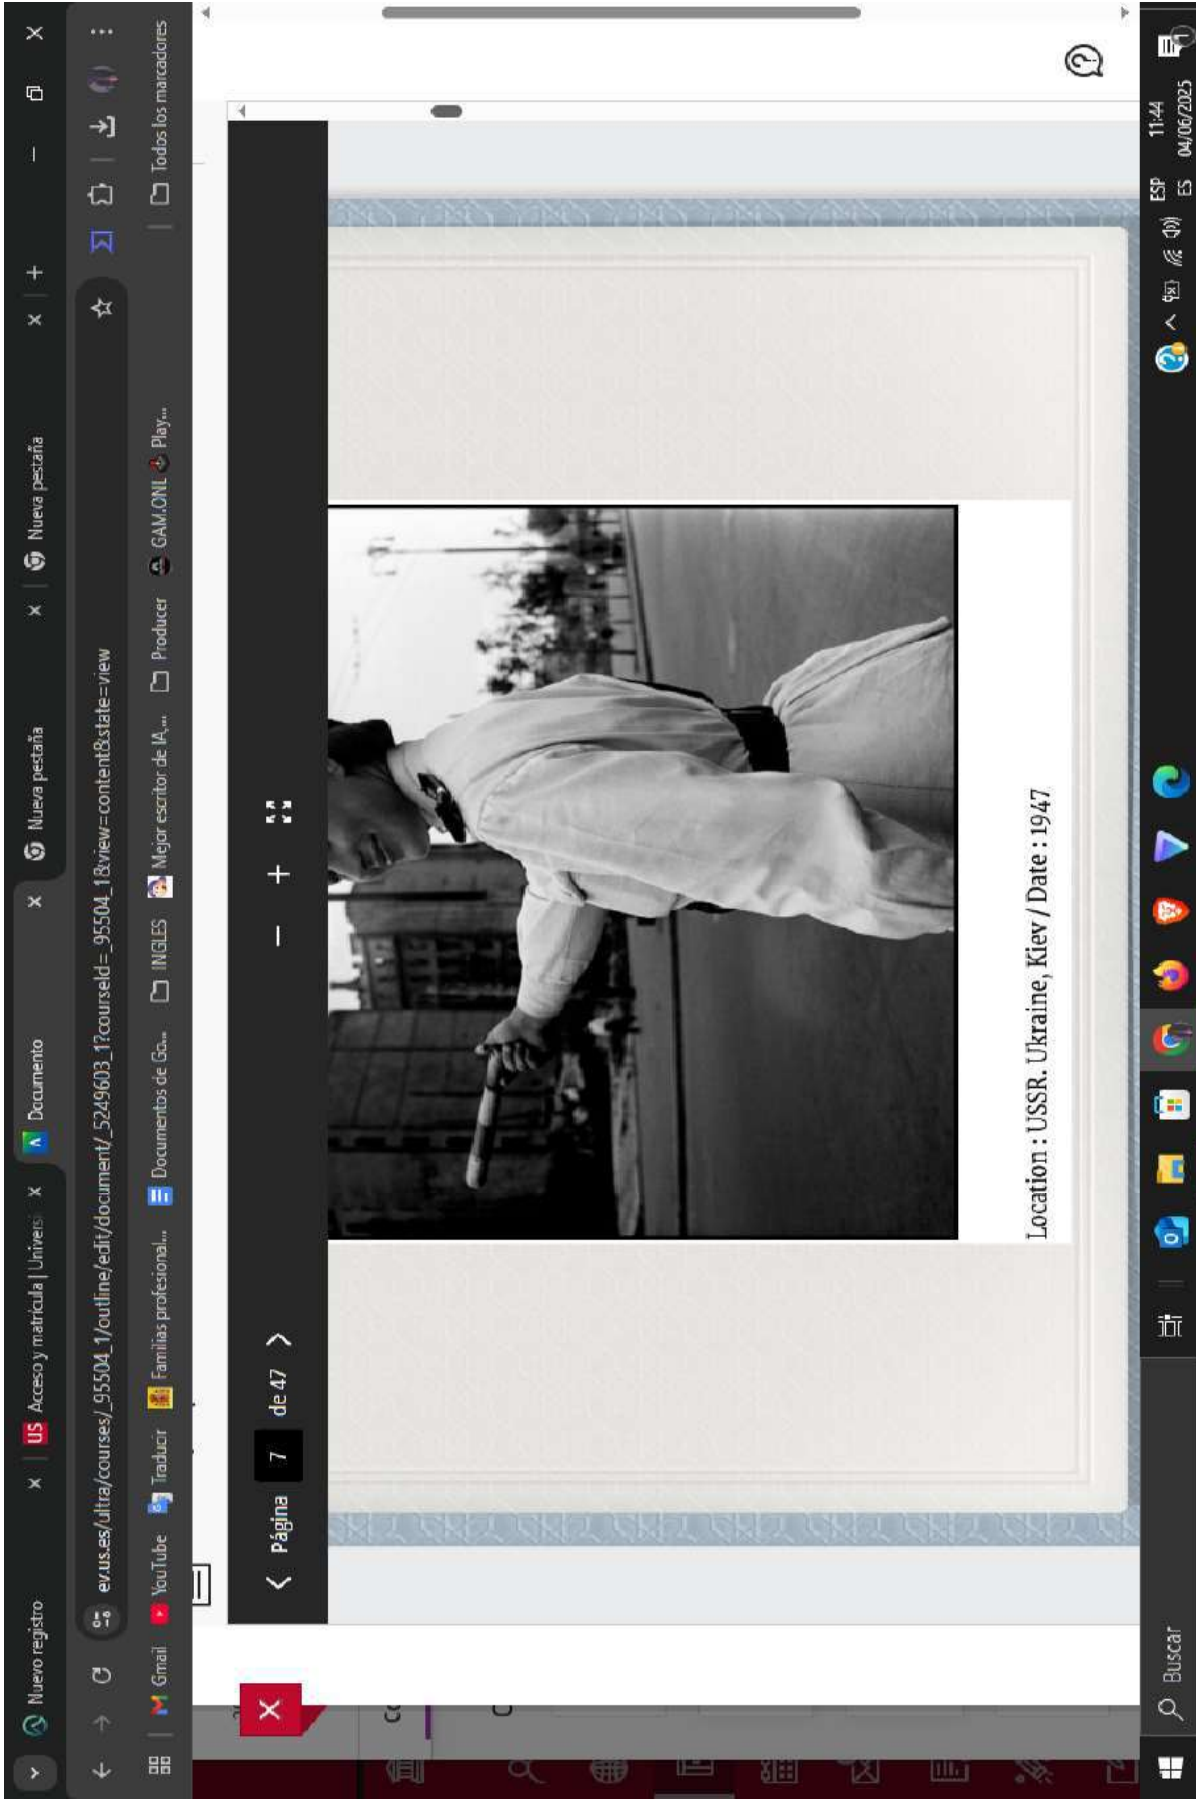 Nuevo registro
US Acceso y matrícula | Universi
Documento
Nueva pestaña
Nueva pestaña
ev.us.es/ultra/courses/_95504_1/outline/edit/document/_5249603_1?courseId=_95504_1&view=content&state=view
Gmail
YouTube
Traducir
Familias profesional...
Documentos de Go...
INGLES
Mejor escritor de IA,...
Producer
GAM.ONL
Play...
Todos los marcadores
Página 7 de 47
Location : USSR. Ukraine, Kiev / Date : 1947
Buscar
ESP
ES
11:44
04/06/2025
1